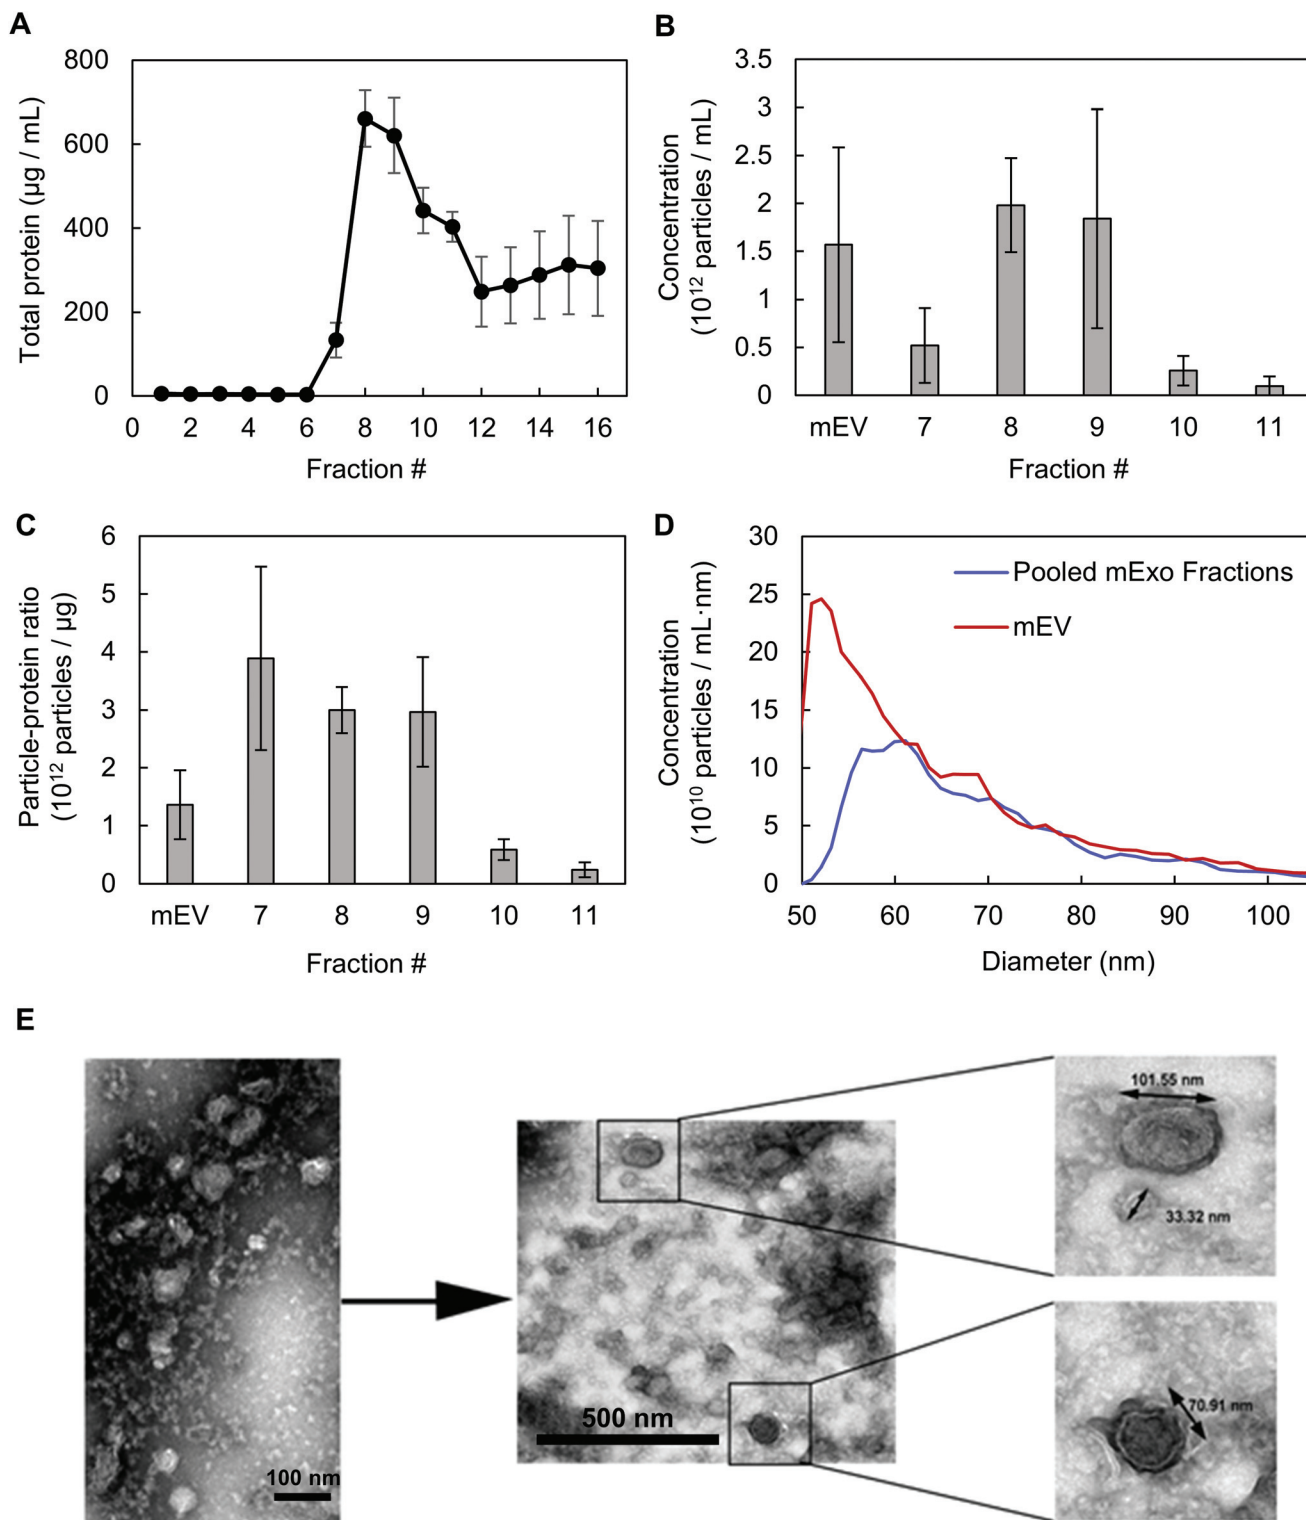 A
800
600
400
200
0
Total protein (µg / mL)
0 2 4 6 8 10 12 14 16
Fraction #
B
3.5
3
2.5
2
1.5
1
0.5
0
Concentration
(10¹² particles / mL)
mEV 7 8 9 10 11
Fraction #
C
6
5
4
3
2
1
0
Particle-protein ratio
(10¹² particles / µg)
mEV 7 8 9 10 11
Fraction #
D
30
25
20
15
10
5
0
Concentration
(10¹⁰ particles / mL·nm)
Pooled mExo Fractions
mEV
50 60 70 80 90 100
Diameter (nm)
E
100 nm
500 nm
101.55 nm
33.32 nm
70.91 nm